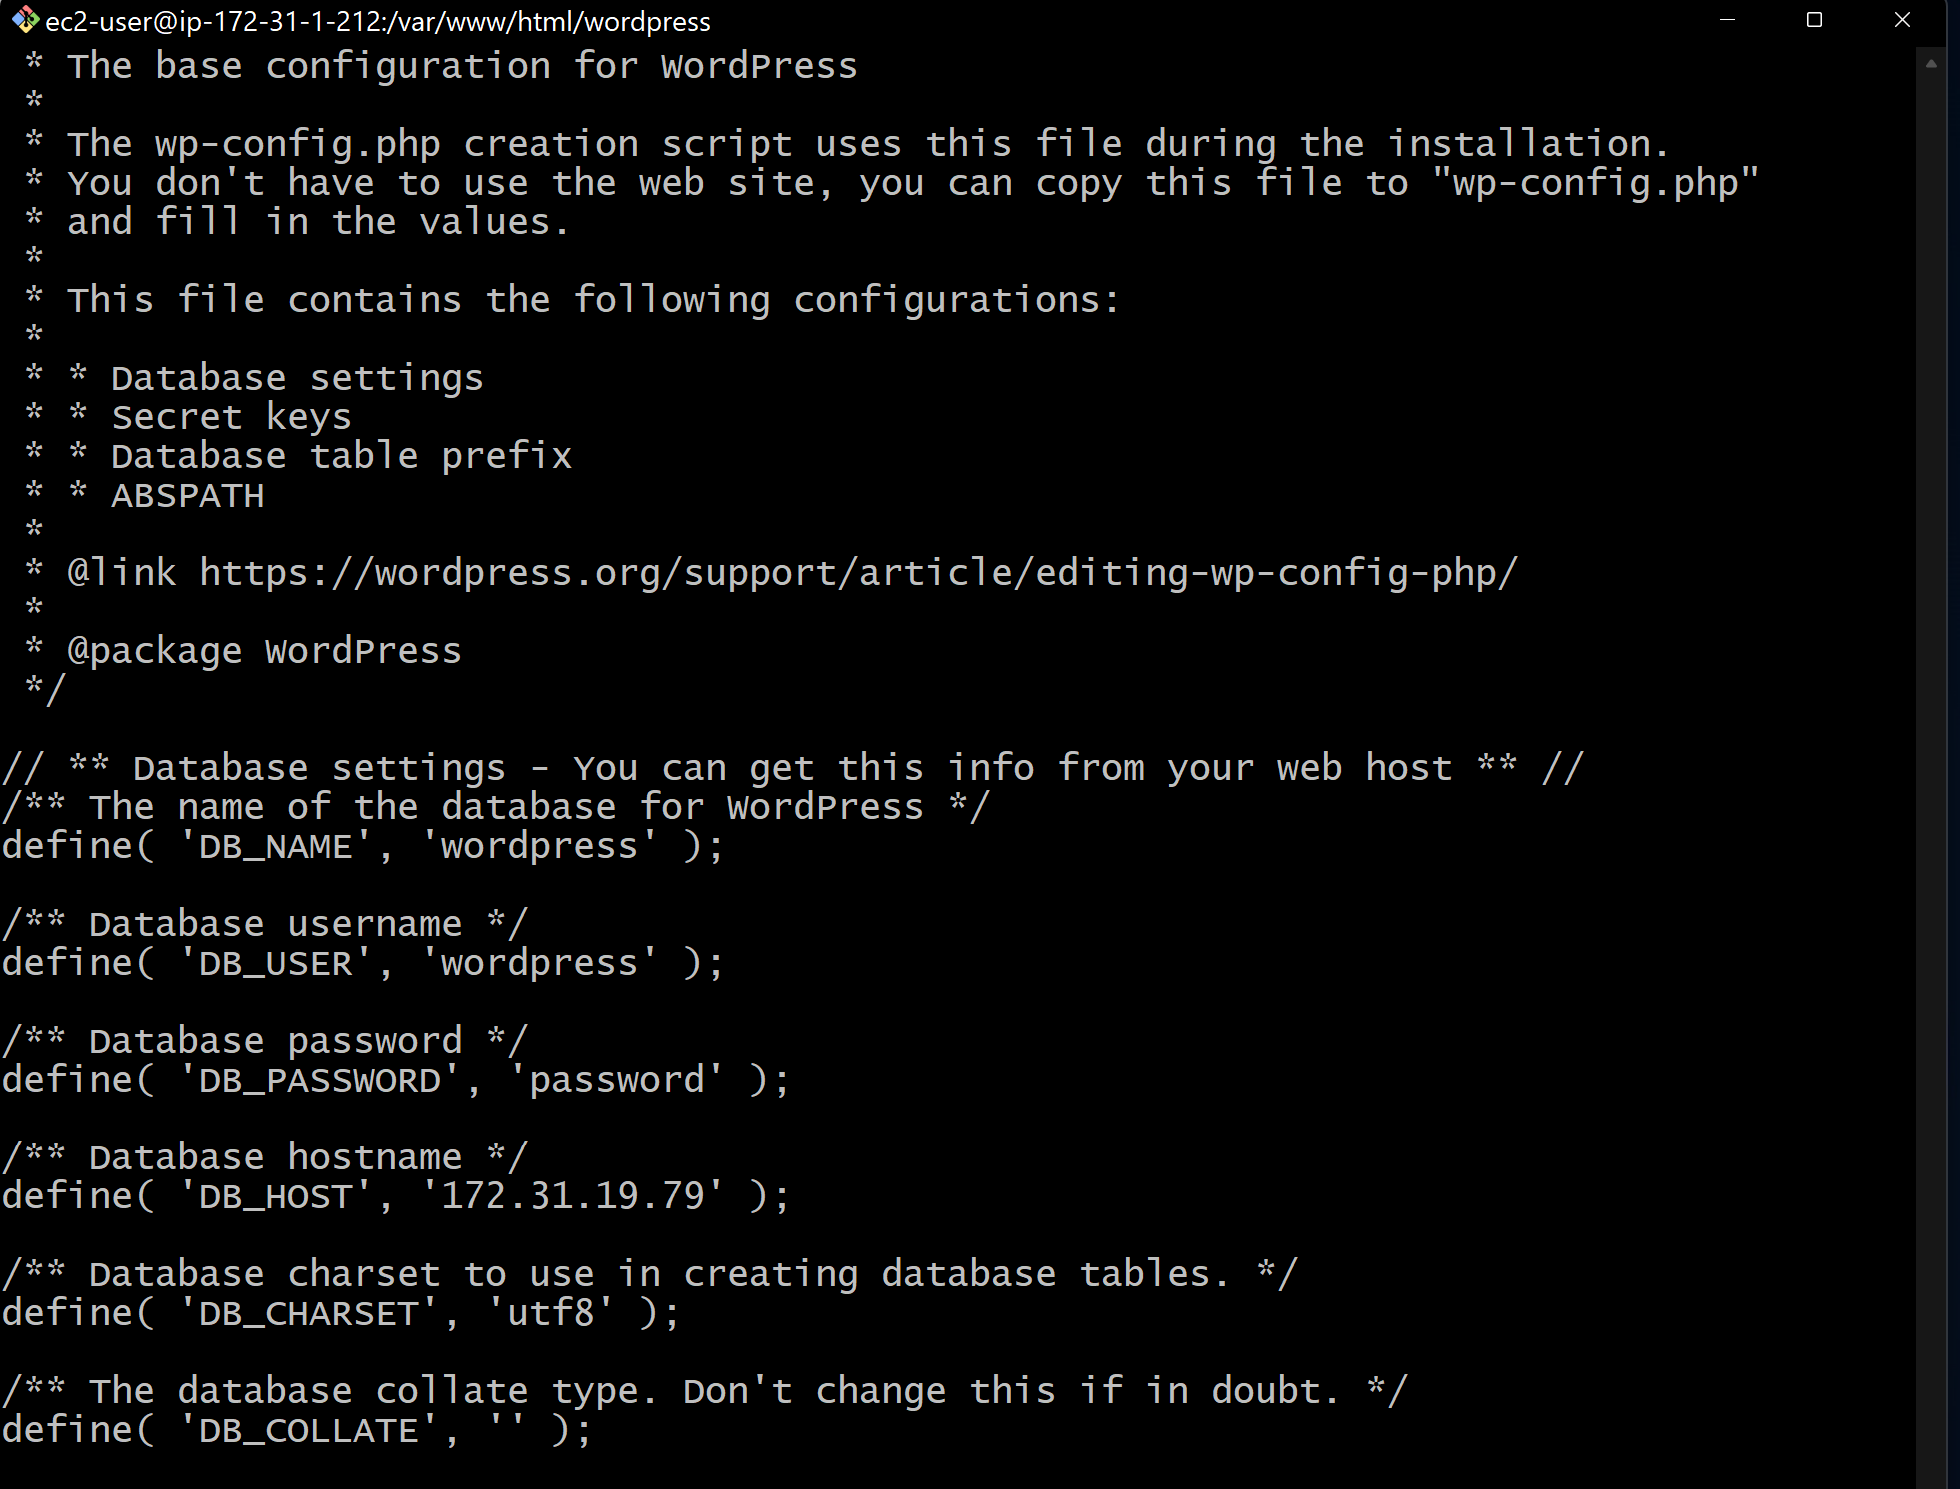 ec2-user@ip-172-31-1-212:/var/www/html/wordpress
 * The base configuration for WordPress
 *
 * The wp-config.php creation script uses this file during the installation.
 * You don't have to use the web site, you can copy this file to "wp-config.php"
 * and fill in the values.
 *
 * This file contains the following configurations:
 *
 * * Database settings
 * * Secret keys
 * * Database table prefix
 * * ABSPATH
 *
 * @link https://wordpress.org/support/article/editing-wp-config-php/
 *
 * @package WordPress
 */

// ** Database settings - You can get this info from your web host ** //
/** The name of the database for WordPress */
define( 'DB_NAME', 'wordpress' );

/** Database username */
define( 'DB_USER', 'wordpress' );

/** Database password */
define( 'DB_PASSWORD', 'password' );

/** Database hostname */
define( 'DB_HOST', '172.31.19.79' );

/** Database charset to use in creating database tables. */
define( 'DB_CHARSET', 'utf8' );

/** The database collate type. Don't change this if in doubt. */
define( 'DB_COLLATE', '' );